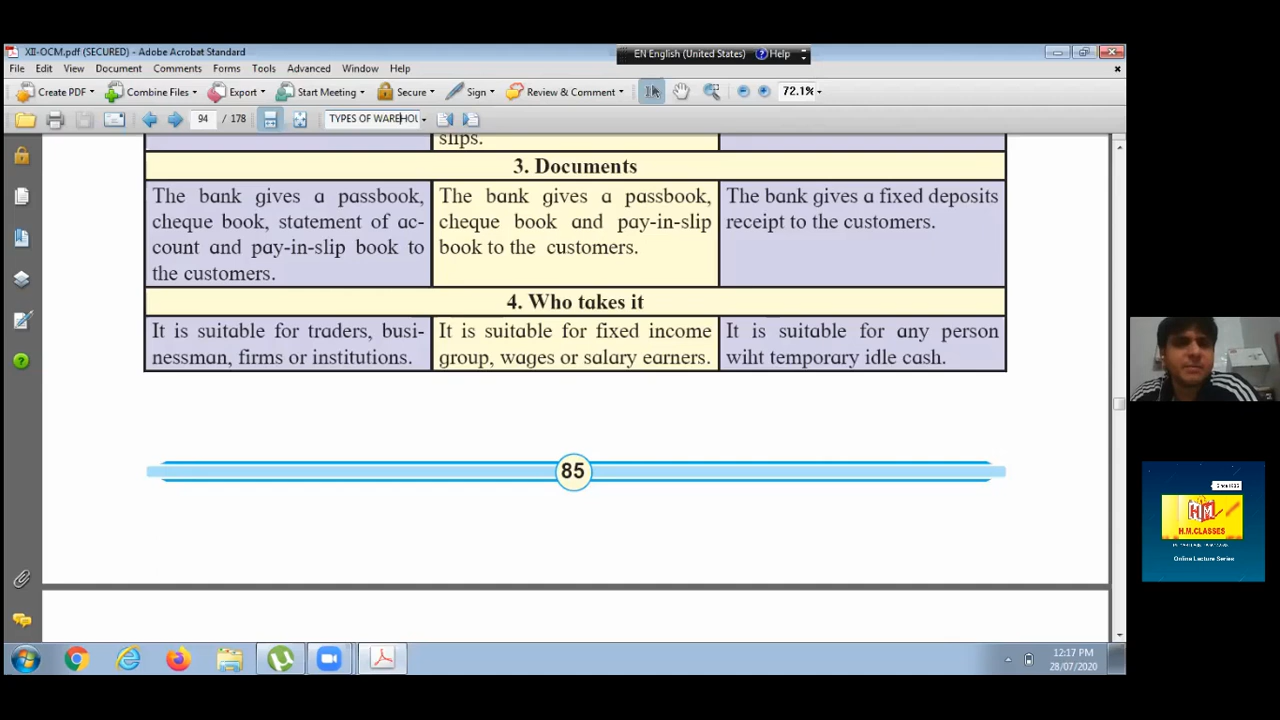 XII-OCM.pdf (SECURED) - Adobe Acrobat Standard
EN English (United States) ? Help
File Edit View Document Comments Forms Tools Advanced Window Help
Create PDF Combine Files Export Start Meeting Secure Sign Review & Comment 72.1%
94 / 178 TYPES OF WAREHOU
slips.
3. Documents
The bank gives a passbook,
cheque book, statement of ac-
count and pay-in-slip book to
the customers.
The bank gives a passbook,
cheque book and pay-in-slip
book to the customers.
The bank gives a fixed deposits
receipt to the customers.
4. Who takes it
It is suitable for traders, busi-
nessman, firms or institutions.
It is suitable for fixed income
group, wages or salary earners.
It is suitable for any person
wiht temporary idle cash.
85
HM
H.M.CLASSES
Online Lecture Series
12:17 PM
28/07/2020